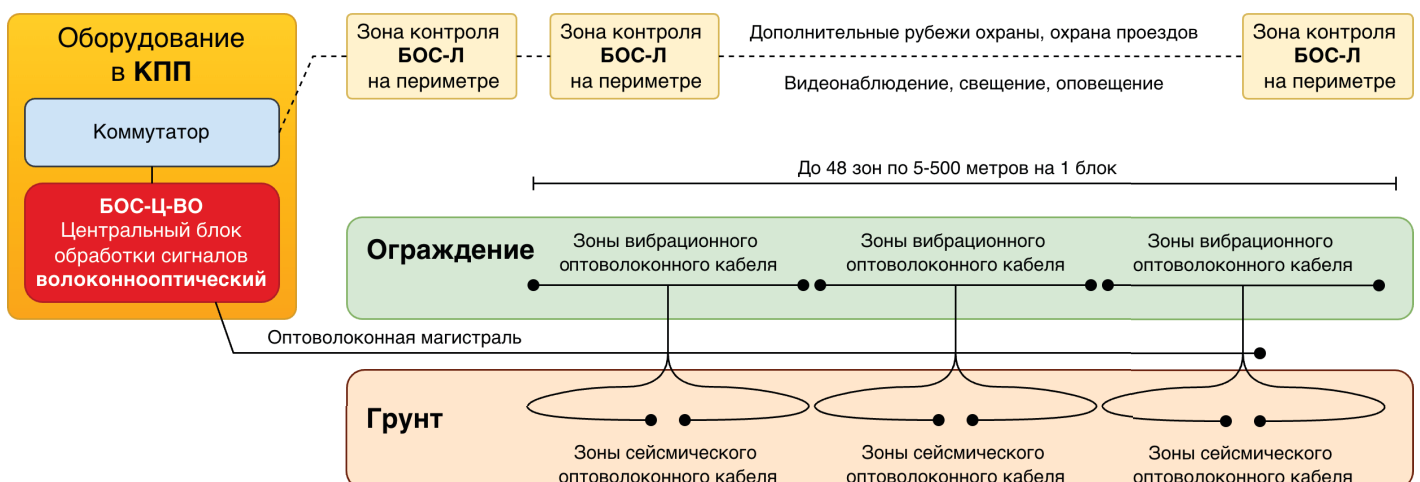 Оборудование
в КПП
Коммутатор
БОС-Ц-ВО
Центральный блок
обработки сигналов
волоконнооптический
Зона контроля
БОС-Л
на периметре
Зона контроля
БОС-Л
на периметре
Дополнительные рубежи охраны, охрана проездов
Видеонаблюдение, свещение, оповещение
Зона контроля
БОС-Л
на периметре
До 48 зон по 5-500 метров на 1 блок
Ограждение
Зоны вибрационного
оптоволоконного кабеля
Зоны вибрационного
оптоволоконного кабеля
Зоны вибрационного
оптоволоконного кабеля
Оптоволоконная магистраль
Грунт
Зоны сейсмического
оптоволоконного кабеля
Зоны сейсмического
оптоволоконного кабеля
Зоны сейсмического
оптоволоконного кабеля